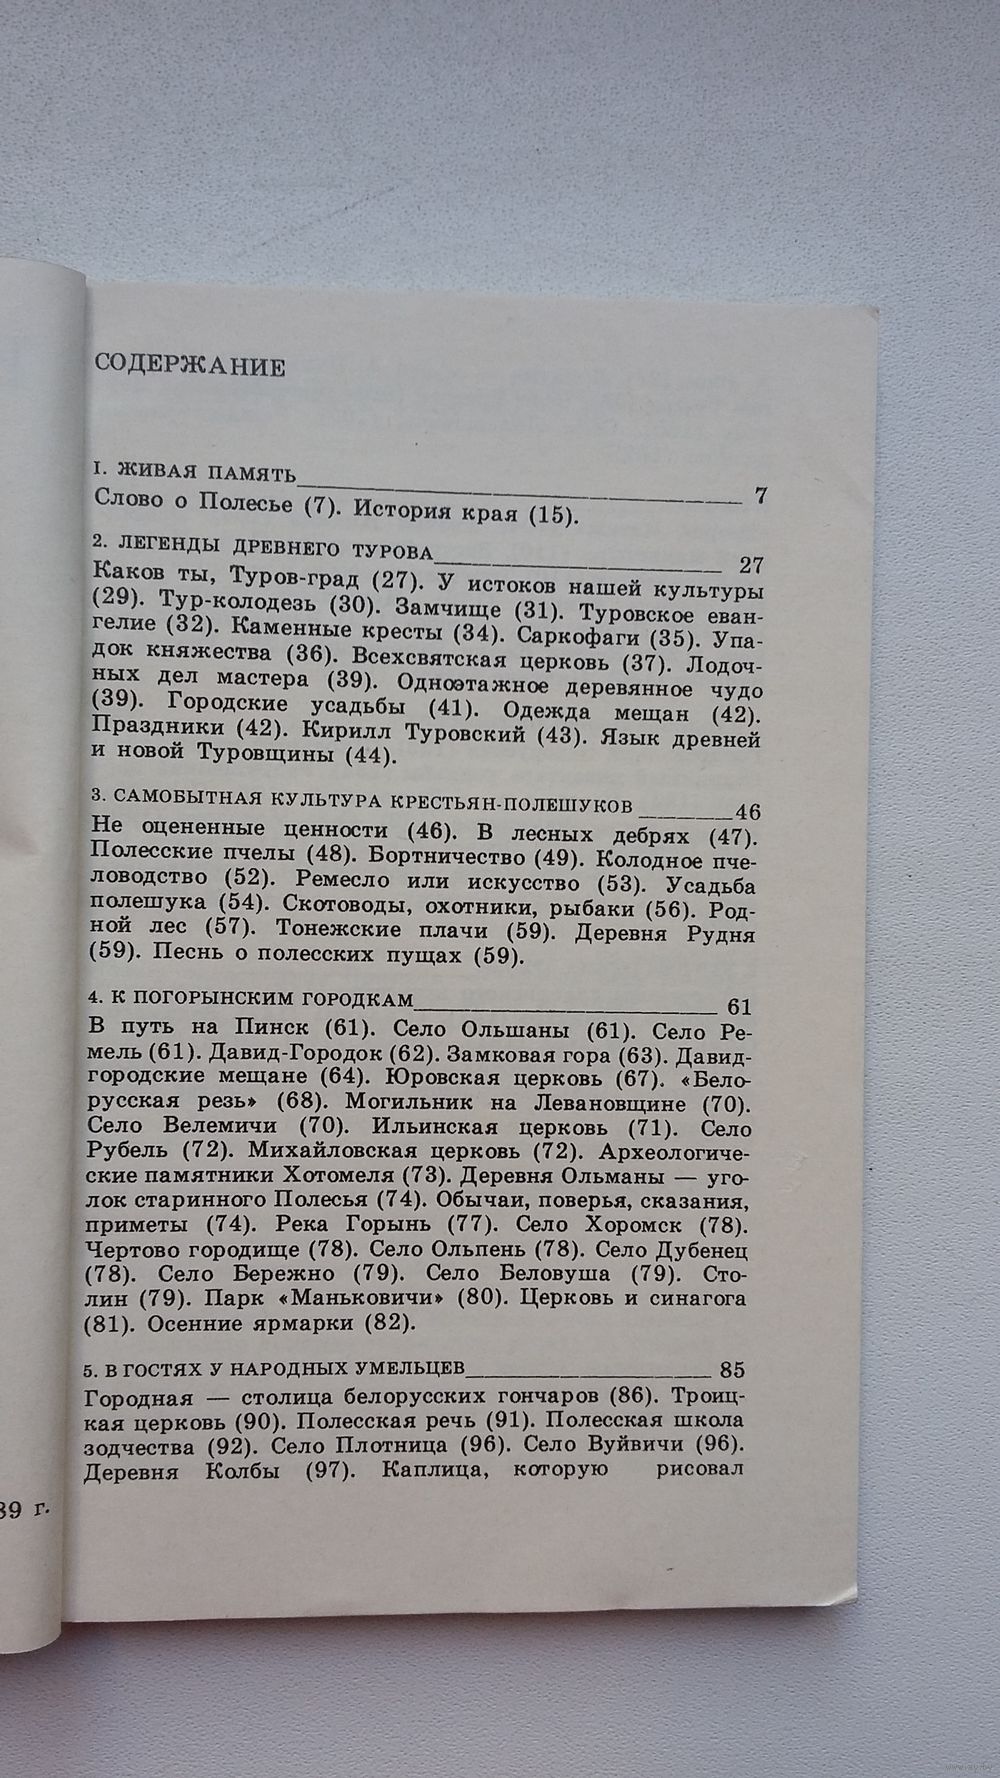 СОДЕРЖАНИЕ
1. ЖИВАЯ ПАМЯТЬ 7
Слово о Полесье (7). История края (15).
2. ЛЕГЕНДЫ ДРЕВНЕГО ТУРОВА 27
Каков ты, Туров-град (27). У истоков нашей культуры
(29). Тур-колодезь (30). Замчище (31). Туровское еван-
гелие (32). Каменные кресты (34). Саркофаги (35). Упа-
док княжества (36). Всехсвятская церковь (37). Лодоч-
ных дел мастера (39). Одноэтажное деревянное чудо
(39). Городские усадьбы (41). Одежда мещан (42).
Праздники (42). Кирилл Туровский (43). Язык древней
и новой Туровщины (44).
3. САМОБЫТНАЯ КУЛЬТУРА КРЕСТЬЯН-ПОЛЕШУКОВ 46
Не оцененные ценности (46). В лесных дебрях (47).
Полесские пчелы (48). Бортничество (49). Колодное пче-
ловодство (52). Ремесло или искусство (53). Усадьба
полешука (54). Скотоводы, охотники, рыбаки (56). Род-
ной лес (57). Тонежские плачи (59). Деревня Рудня
(59). Песнь о полесских пущах (59).
4. К ПОГОРЫНСКИМ ГОРОДКАМ 61
В путь на Пинск (61). Село Ольшаны (61). Село Ре-
мель (61). Давид-Городок (62). Замковая гора (63). Давид-
городские мещане (64). Юровская церковь (67). «Бело-
русская резь» (68). Могильник на Левановщине (70).
Село Велемичи (70). Ильинская церковь (71). Село
Рубель (72). Михайловская церковь (72). Археологиче-
ские памятники Хотомеля (73). Деревня Ольманы — уго-
лок старинного Полесья (74). Обычаи, поверья, сказания,
приметы (74). Река Горынь (77). Село Хоромск (78).
Чертово городище (78). Село Ольпень (78). Село Дубенец
(78). Село Бережно (79). Село Беловуша (79). Сто-
лин (79). Парк «Маньковичи» (80). Церковь и синагога
(81). Осенние ярмарки (82).
5. В ГОСТЯХ У НАРОДНЫХ УМЕЛЬЦЕВ 85
Городная — столица белорусских гончаров (86). Троиц-
кая церковь (90). Полесская речь (91). Полесская школа
зодчества (92). Село Плотница (96). Село Вуйвичи (96).
Деревня Колбы (97). Каплица, которую рисовал
89 г.